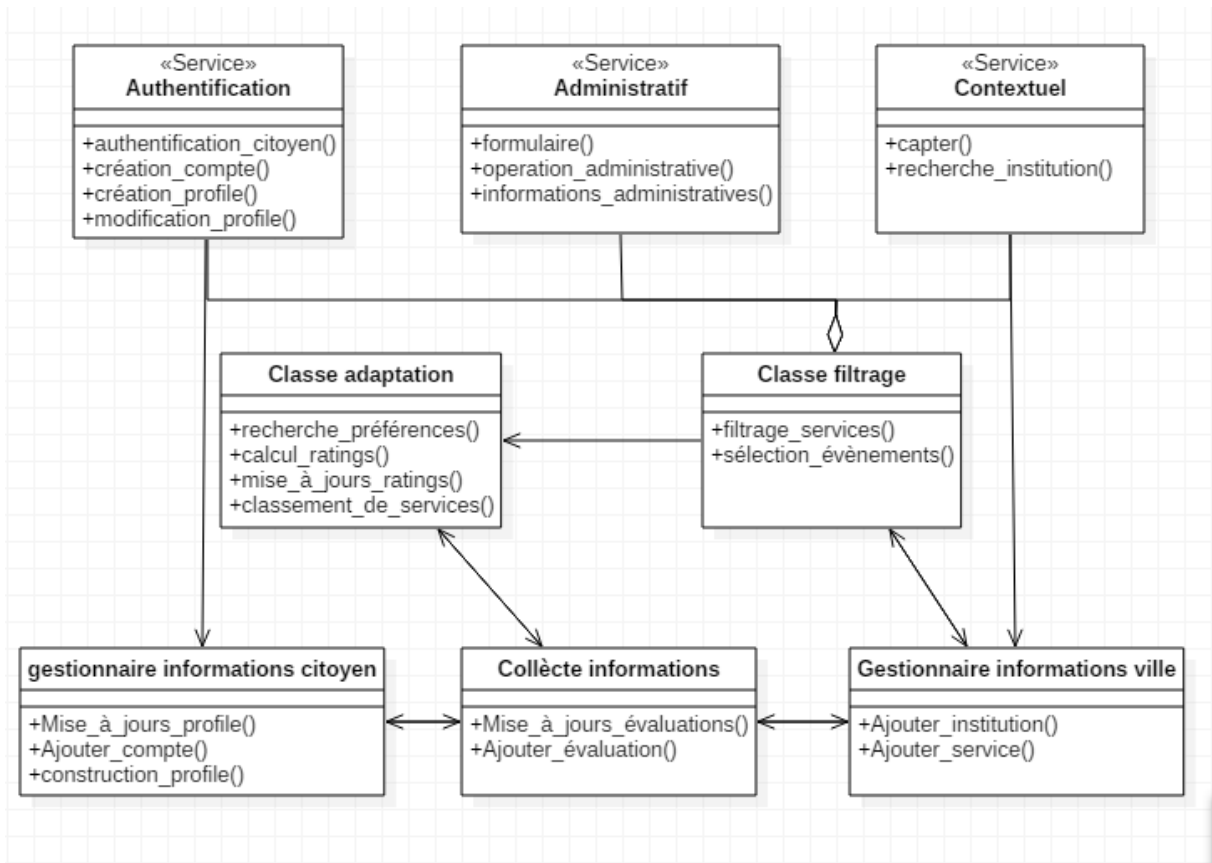 «Service»
Authentification
+authentification_citoyen()
+création_compte()
+création_profile()
+modification_profile()
«Service»
Administratif
+formulaire()
+operation_administrative()
+informations_administratives()
«Service»
Contextuel
+capter()
+recherche_institution()
Classe adaptation
+recherche_préférences()
+calcul_ratings()
+mise_à_jours_ratings()
+classement_de_services()
Classe filtrage
+filtrage_services()
+sélection_évènements()
gestionnaire informations citoyen
+Mise_à_jours_profile()
+Ajouter_compte()
+construction_profile()
Collècte informations
+Mise_à_jours_évaluations()
+Ajouter_évaluation()
Gestionnaire informations ville
+Ajouter_institution()
+Ajouter_service()